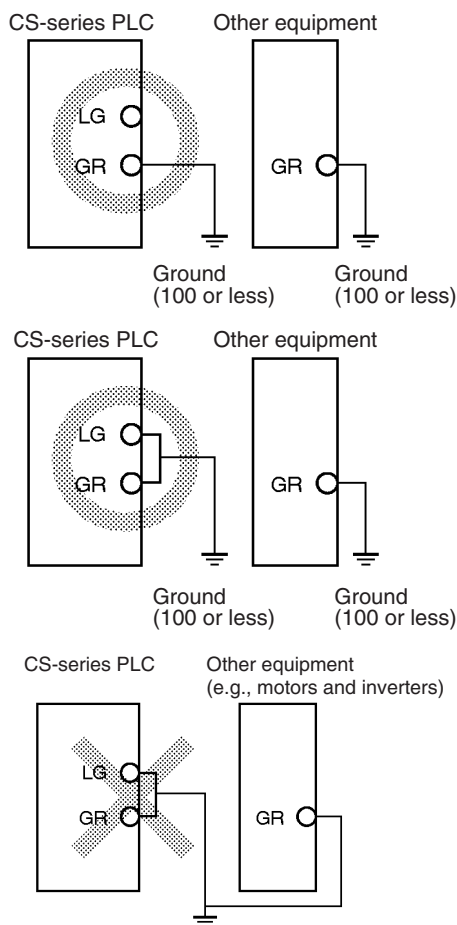 CS-series PLC Other equipment
LG
GR GR
Ground Ground
(100 or less) (100 or less)
CS-series PLC Other equipment
LG
GR GR
Ground Ground
(100 or less) (100 or less)
CS-series PLC Other equipment
(e.g., motors and inverters)
LG
GR GR